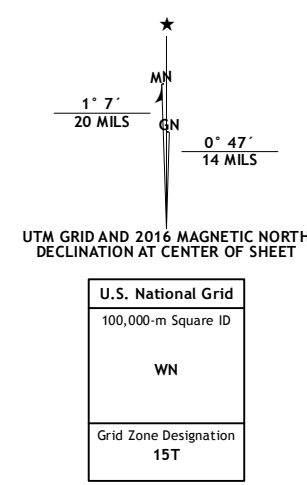 ★
MN
1° 7´
20 MILS
GN
0° 47´
14 MILS
UTM GRID AND 2016 MAGNETIC NORTH
DECLINATION AT CENTER OF SHEET
U.S. National Grid
100,000-m Square ID
WN
Grid Zone Designation
15T